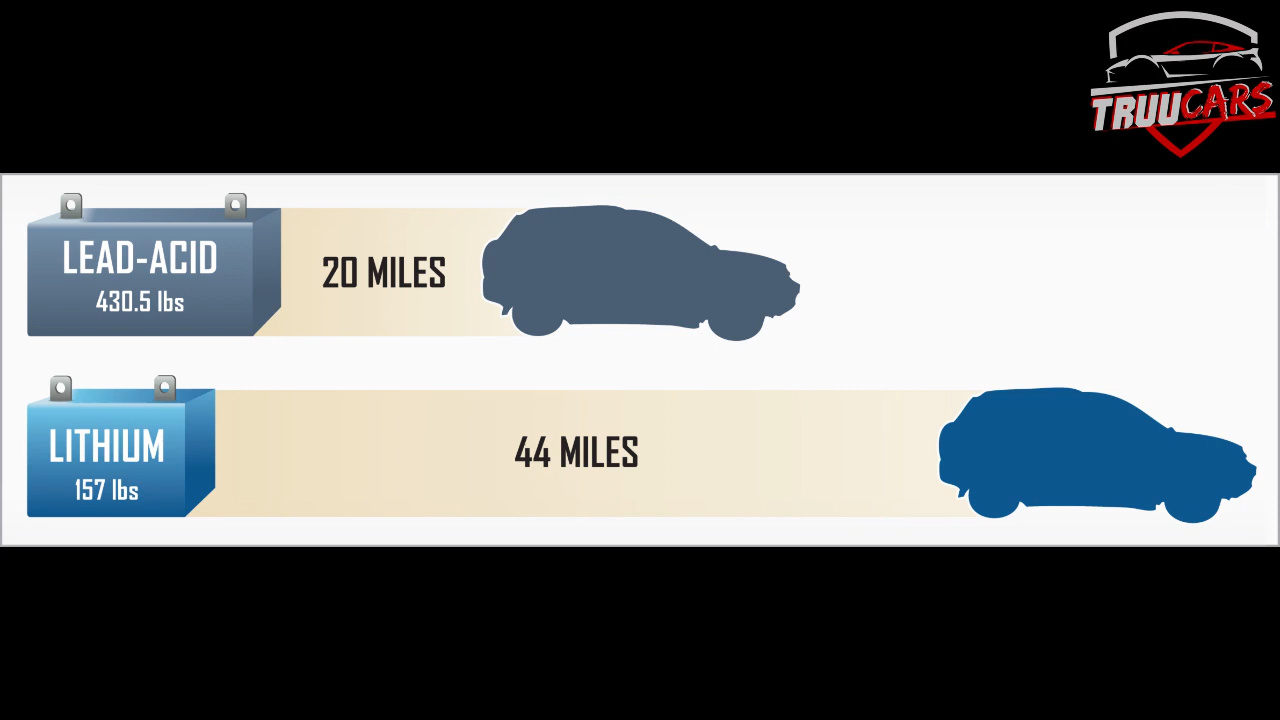 TRUUCARS
LEAD-ACID
430.5 lbs
20 MILES
LITHIUM
157 lbs
44 MILES